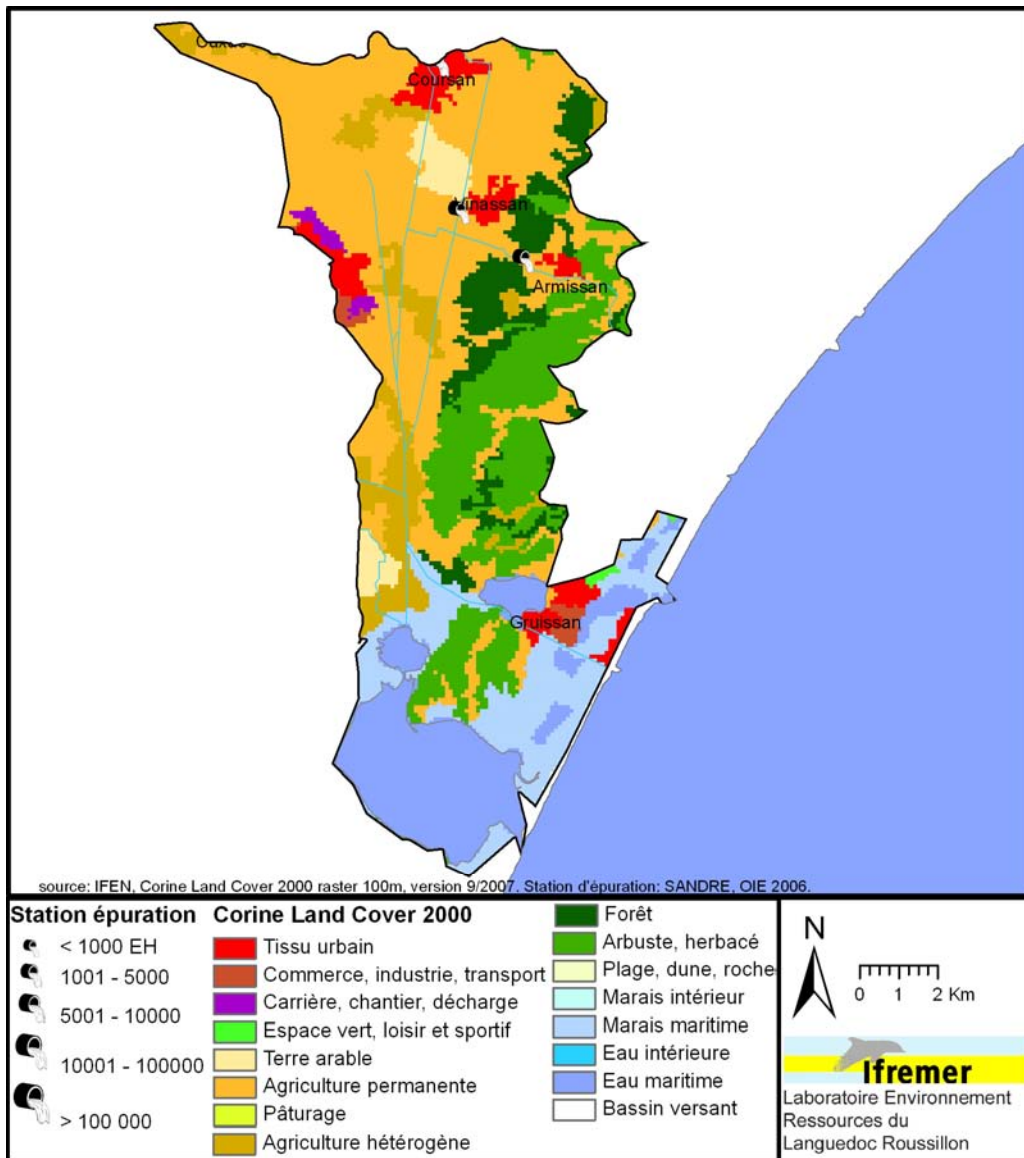 Coursan
Vinassan
Armissan
Gruissan
source: IFEN, Corine Land Cover 2000 raster 100m, version 9/2007. Station d'épuration: SANDRE, OIE 2006.
Station épuration
< 1000 EH
1001 - 5000
5001 - 10000
10001 - 100000
> 100 000
Corine Land Cover 2000
Tissu urbain
Commerce, industrie, transport
Carrière, chantier, décharge
Espace vert, loisir et sportif
Terre arable
Agriculture permanente
Pâturage
Agriculture hétérogène
Forêt
Arbuste, herbacé
Plage, dune, roche
Marais intérieur
Marais maritime
Eau intérieure
Eau maritime
Bassin versant
N
0 1 2 Km
Ifremer
Laboratoire Environnement
Ressources du
Languedoc Roussillon